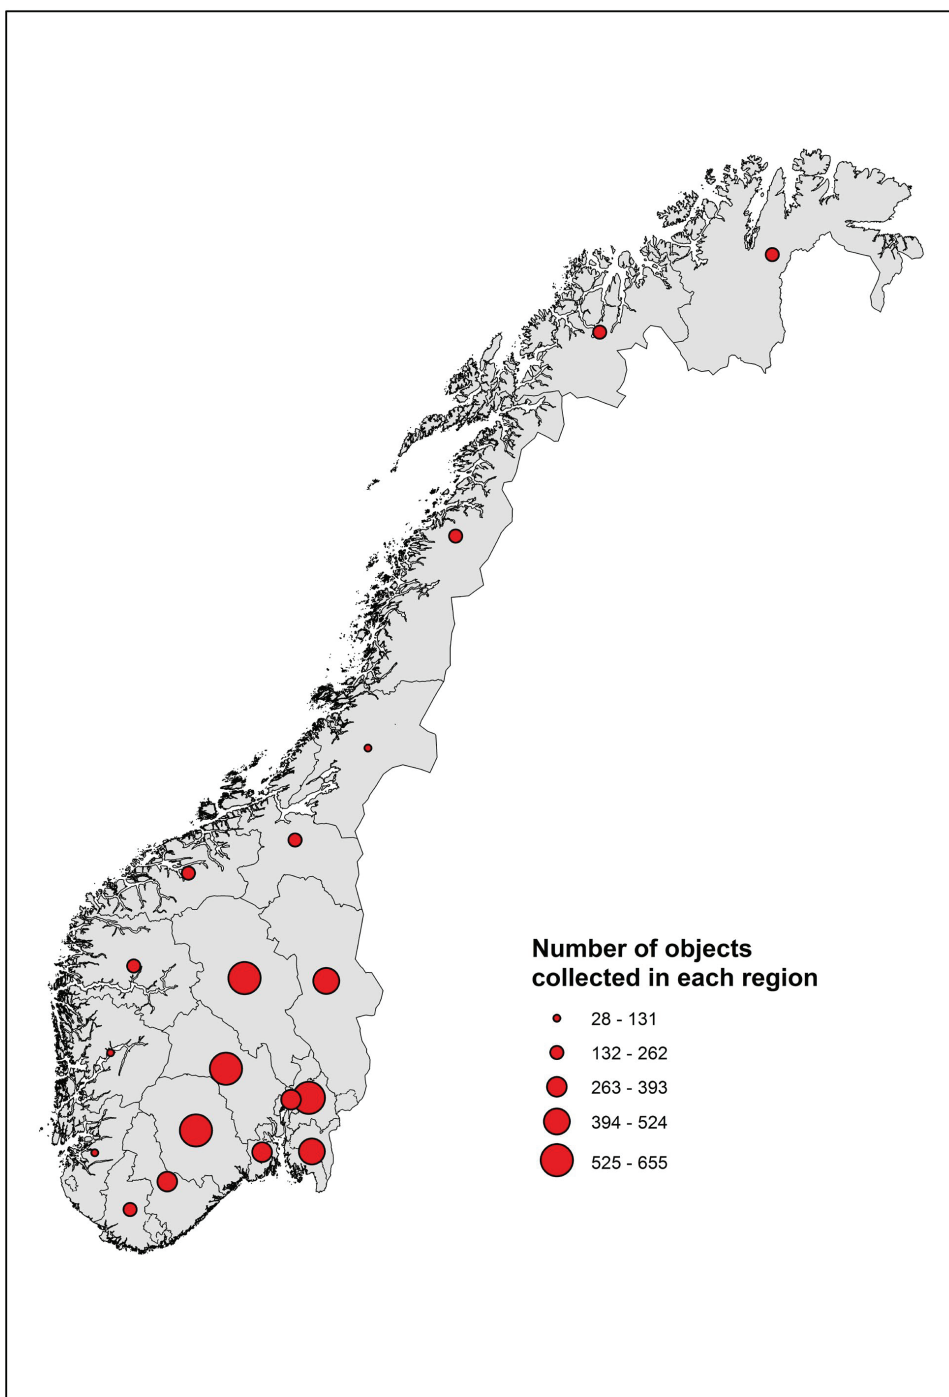 Number of objects
collected in each region
28 - 131
132 - 262
263 - 393
394 - 524
525 - 655